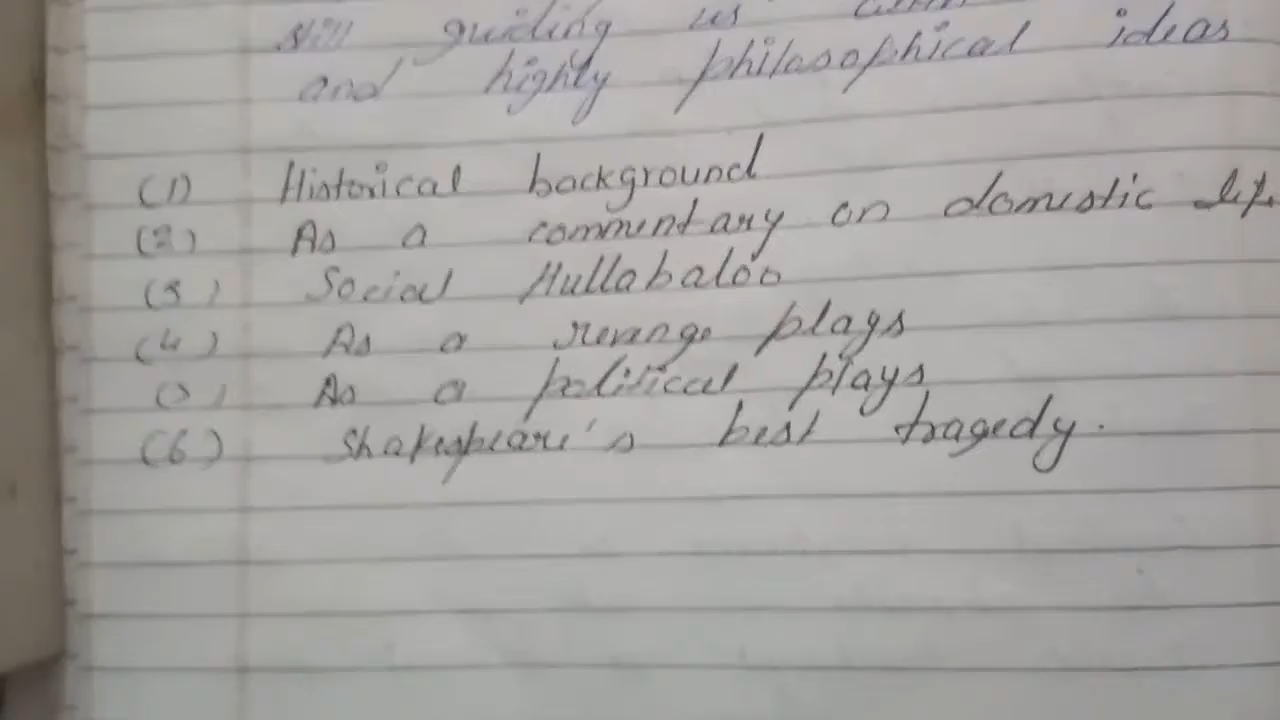 still guiding us
and highly philosophical ideas
(1) Historical background
(2) As a commentary on domestic
(3) Social Hullabaloo
(4) As a revenge plays
As a political plays
(6) Shakespeare's best tragedy.